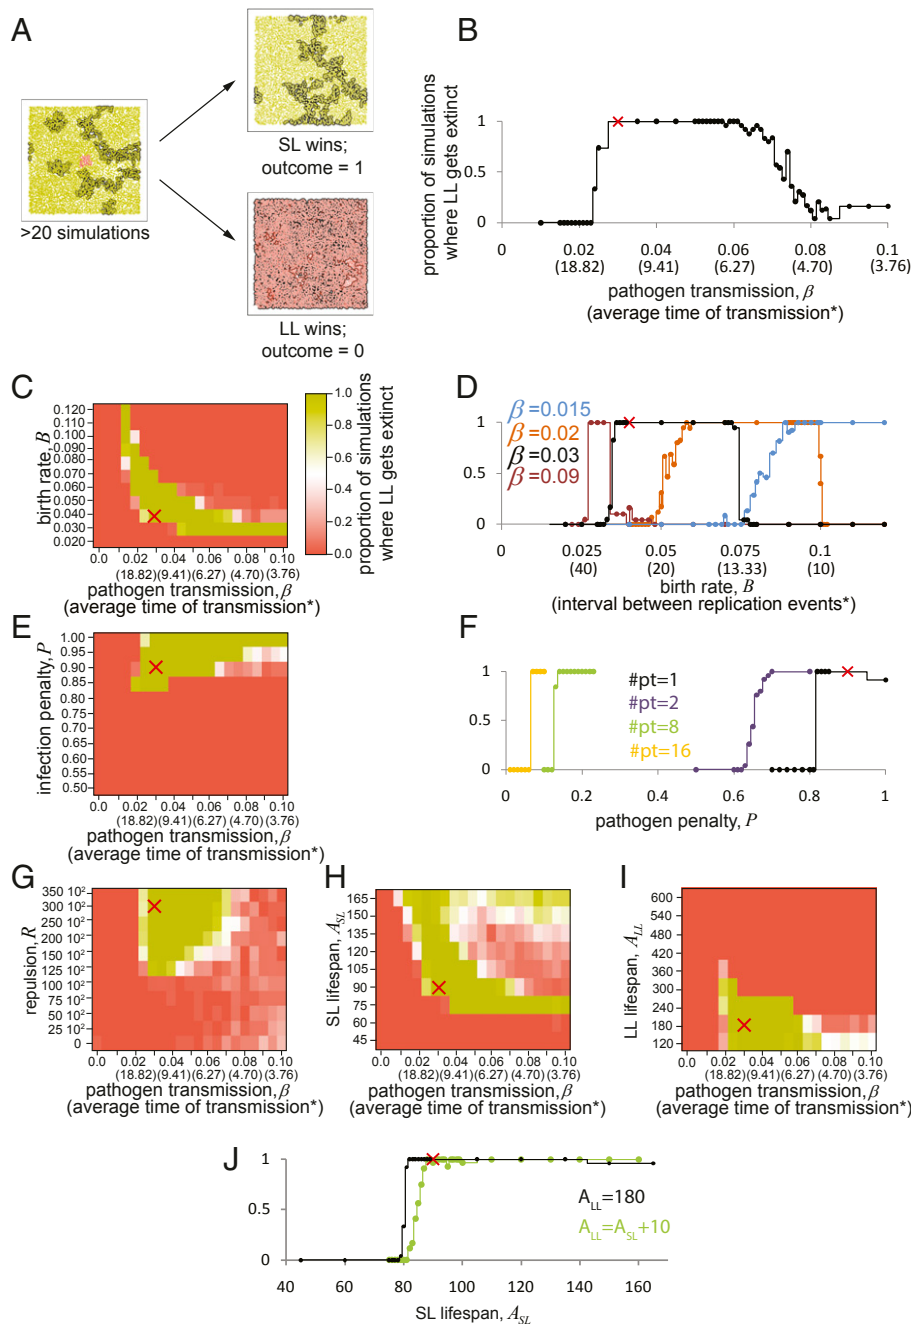 A
SL wins;
outcome = 1
>20 simulations
LL wins;
outcome = 0
B
proportion of simulations
where LL gets extinct
1
0.5
0
0 0.02 0.04 0.06 0.08 0.1
(18.82) (9.41) (6.27) (4.70) (3.76)
pathogen transmission, β
(average time of transmission*)
C
birth rate, B
0.120
0.100
0.090
0.080
0.070
0.060
0.050
0.040
0.030
0.020
0.0 0.02 0.04 0.06 0.08 0.10
(18.82)(9.41)(6.27)(4.70)(3.76)
pathogen transmission, β
(average time of transmission*)
1.0
0.8
0.6
0.4
0.2
0.0
proportion of simulations
where LL gets extinct
D
β=0.015
β=0.02
β=0.03
β=0.09
1
0.5
0
0.025 0.05 0.075 0.1
(40) (20) (13.33) (10)
birth rate, B
(interval between replication events*)
E
infection penalty, P
1.00
0.95
0.90
0.85
0.80
0.75
0.65
0.60
0.55
0.50
0.0 0.02 0.04 0.06 0.08 0.10
(18.82)(9.41)(6.27)(4.70)(3.76)
pathogen transmission, β
(average time of transmission*)
F
#pt=1
#pt=2
#pt=8
#pt=16
1
0.5
0
0 0.2 0.4 0.6 0.8 1
pathogen penalty, P
G
repulsion, R
350 10²
300 10²
250 10²
200 10²
150 10²
125 10²
100 10²
75 10²
50 10²
25 10²
0
0.0 0.02 0.04 0.06 0.08 0.10
(18.82)(9.41)(6.27)(4.70)(3.76)
pathogen transmission, β
(average time of transmission*)
H
SL lifespan, A_SL
165
150
135
120
105
90
75
60
45
0.0 0.02 0.04 0.06 0.08 0.10
(18.82)(9.41)(6.27)(4.70)(3.76)
pathogen transmission, β
(average time of transmission*)
I
LL lifespan, A_LL
600
540
480
420
360
300
240
180
120
0.0 0.02 0.04 0.06 0.08 0.10
(18.82)(9.41)(6.27)(4.70)(3.76)
pathogen transmission, β
(average time of transmission*)
J
1
0.5
0
A_LL=180
A_LL=A_SL+10
40 60 80 100 120 140 160
SL lifespan, A_SL